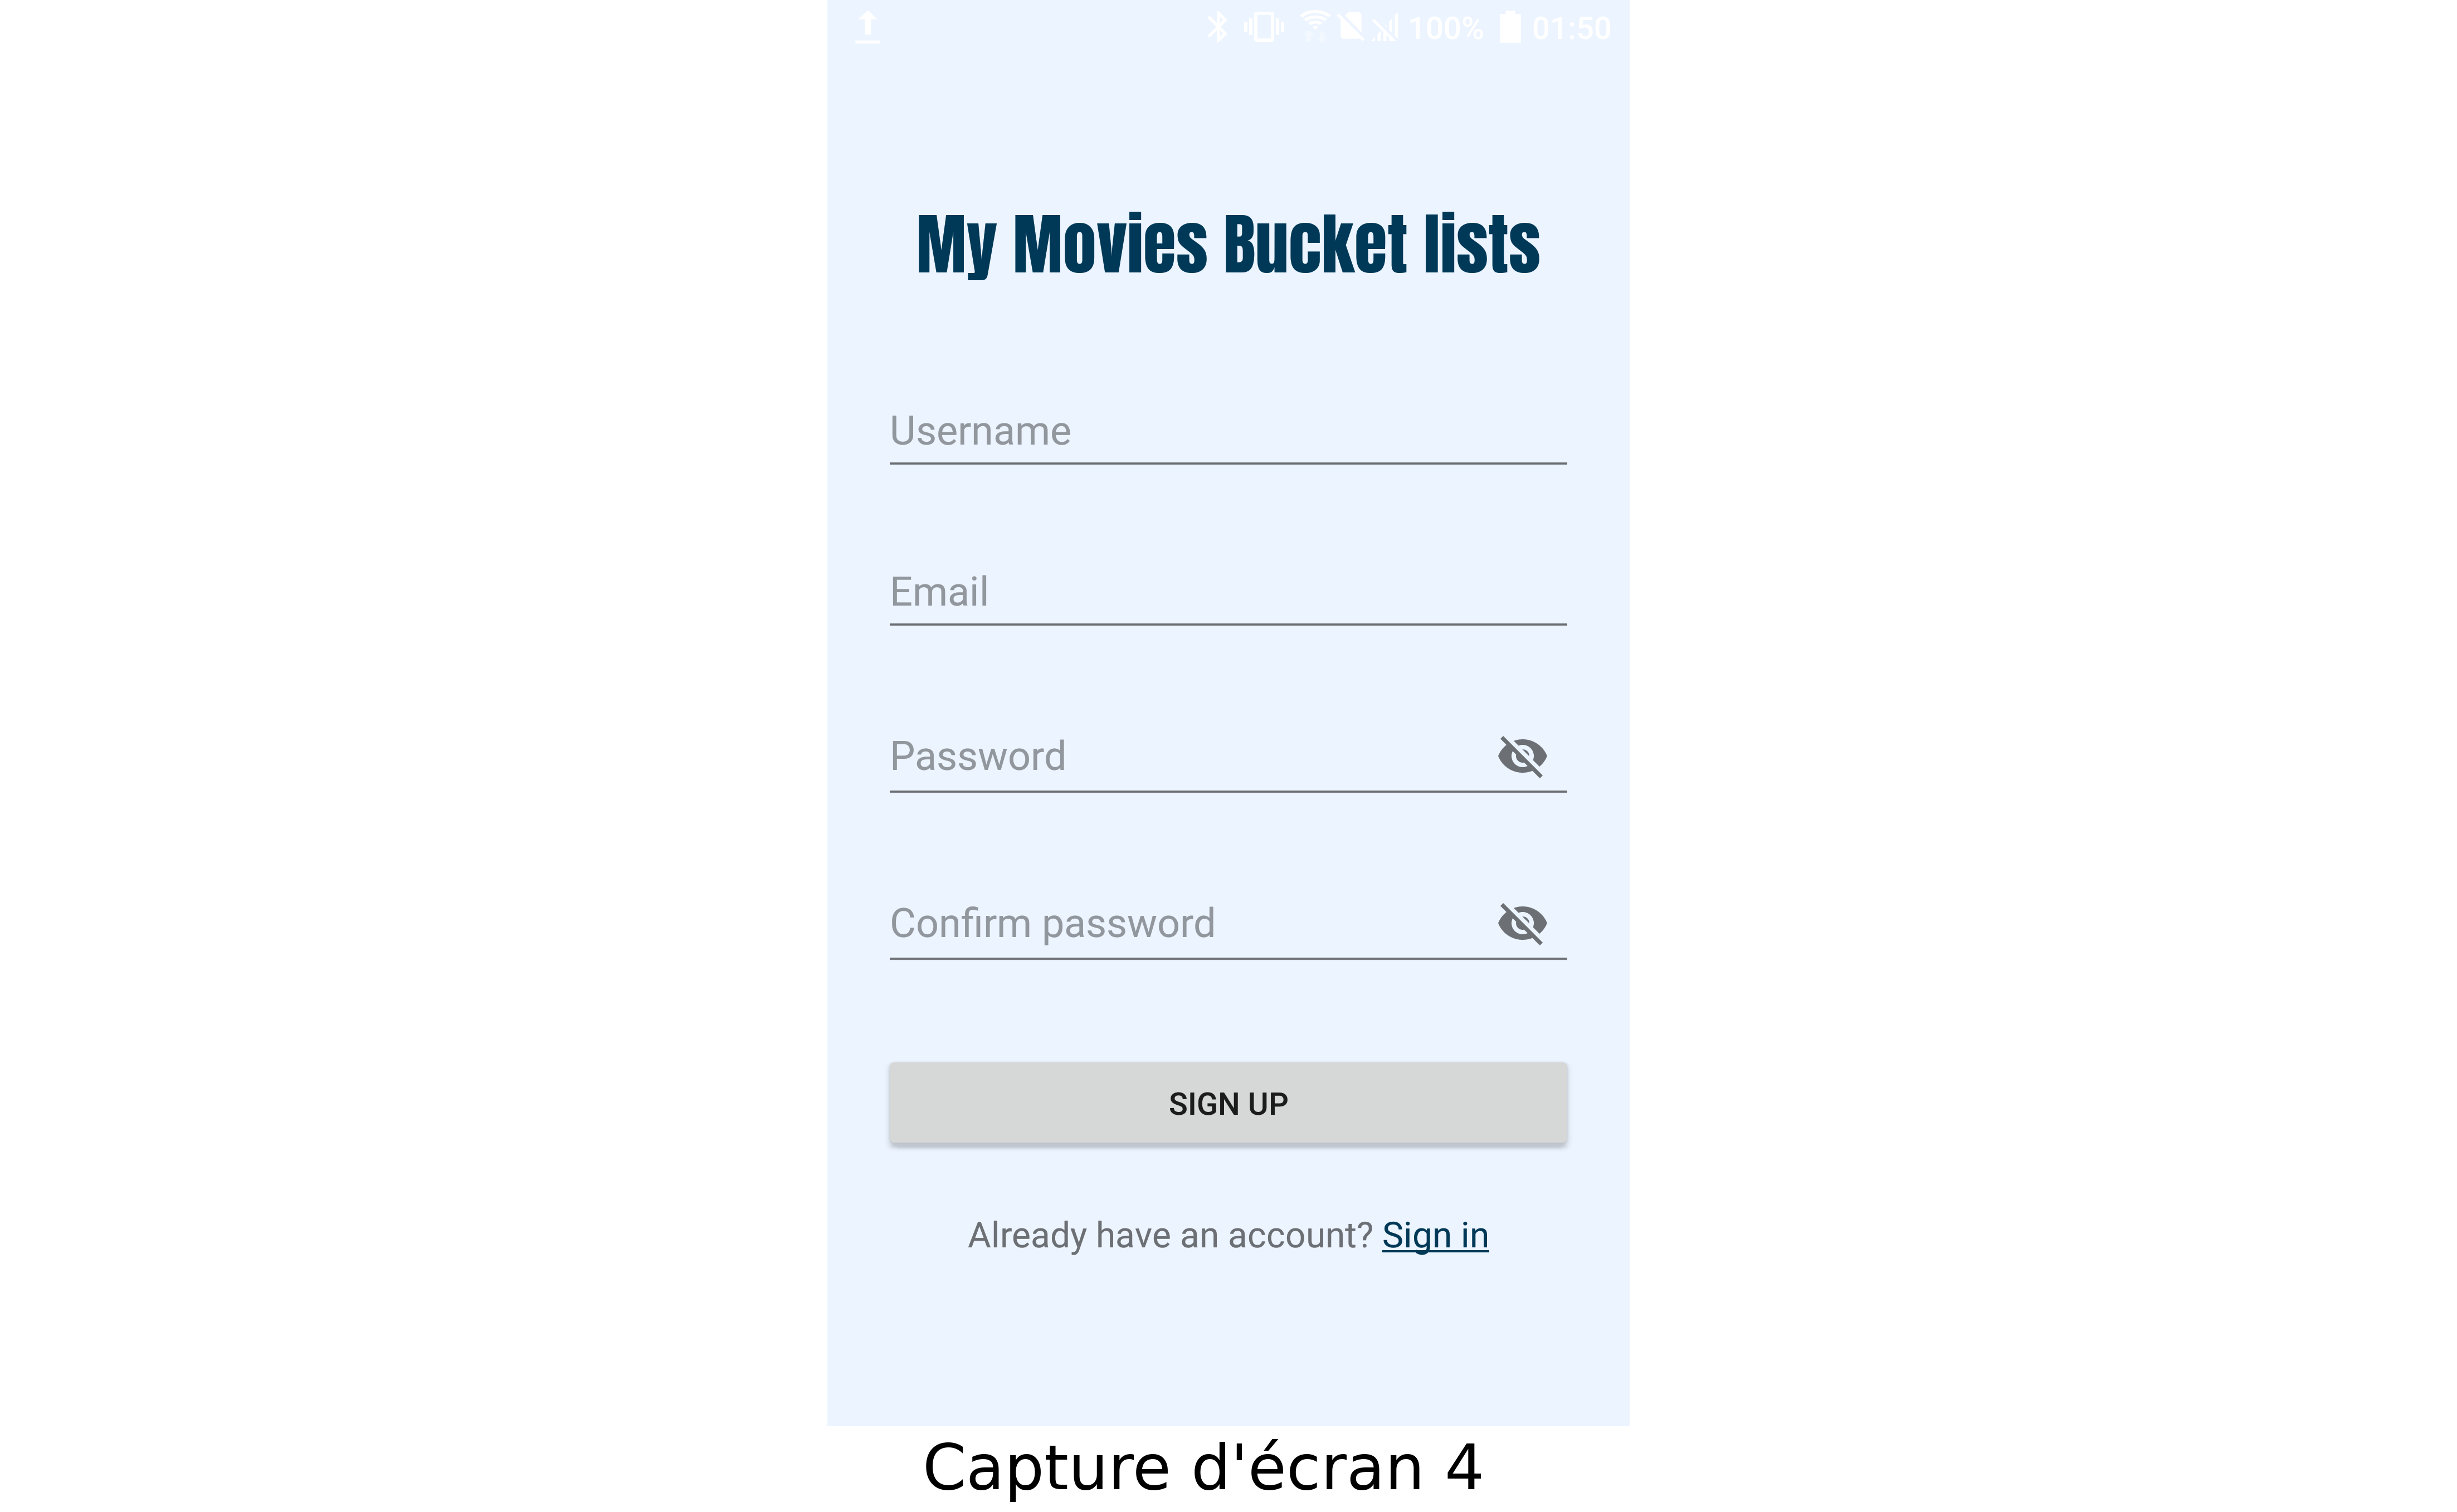 100% 01:50
My Movies Bucket lists
Username
Email
Password
Confirm password
SIGN UP
Already have an account? Sign in
Capture d'écran 4